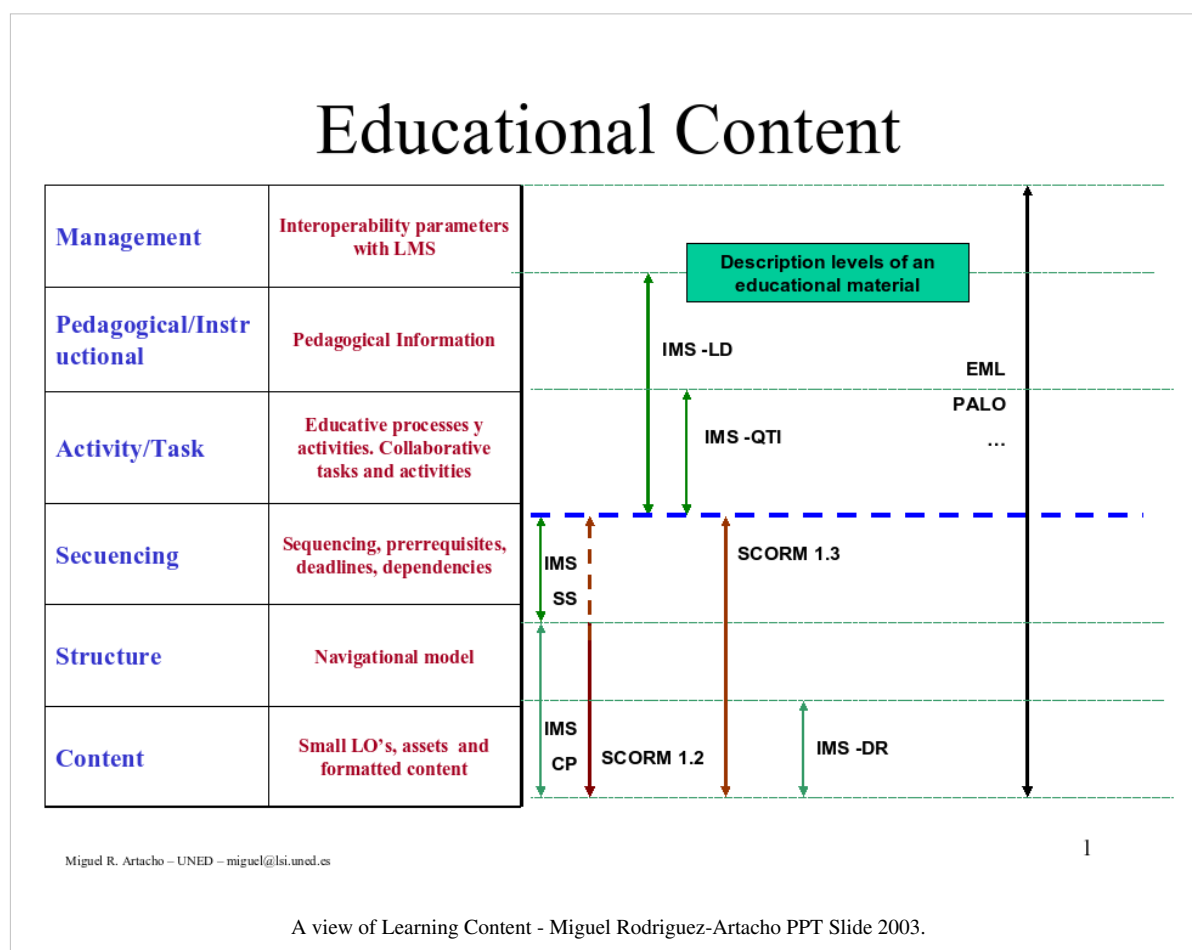 Educational Content
Management
Interoperability parameters
with LMS
Description levels of an
educational material
Pedagogical/Instr
uctional
Pedagogical Information
IMS -LD
EML
PALO
...
Activity/Task
Educative processes y
activities. Collaborative
tasks and activities
IMS -QTI
Secuencing
Sequencing, prerrequisites,
deadlines, dependencies
IMS
SS
SCORM 1.3
Structure
Navigational model
Content
Small LO's, assets and
formatted content
IMS
CP
SCORM 1.2
IMS -DR
Miguel R. Artacho – UNED – miguel@lsi.uned.es
1
A view of Learning Content - Miguel Rodriguez-Artacho PPT Slide 2003.